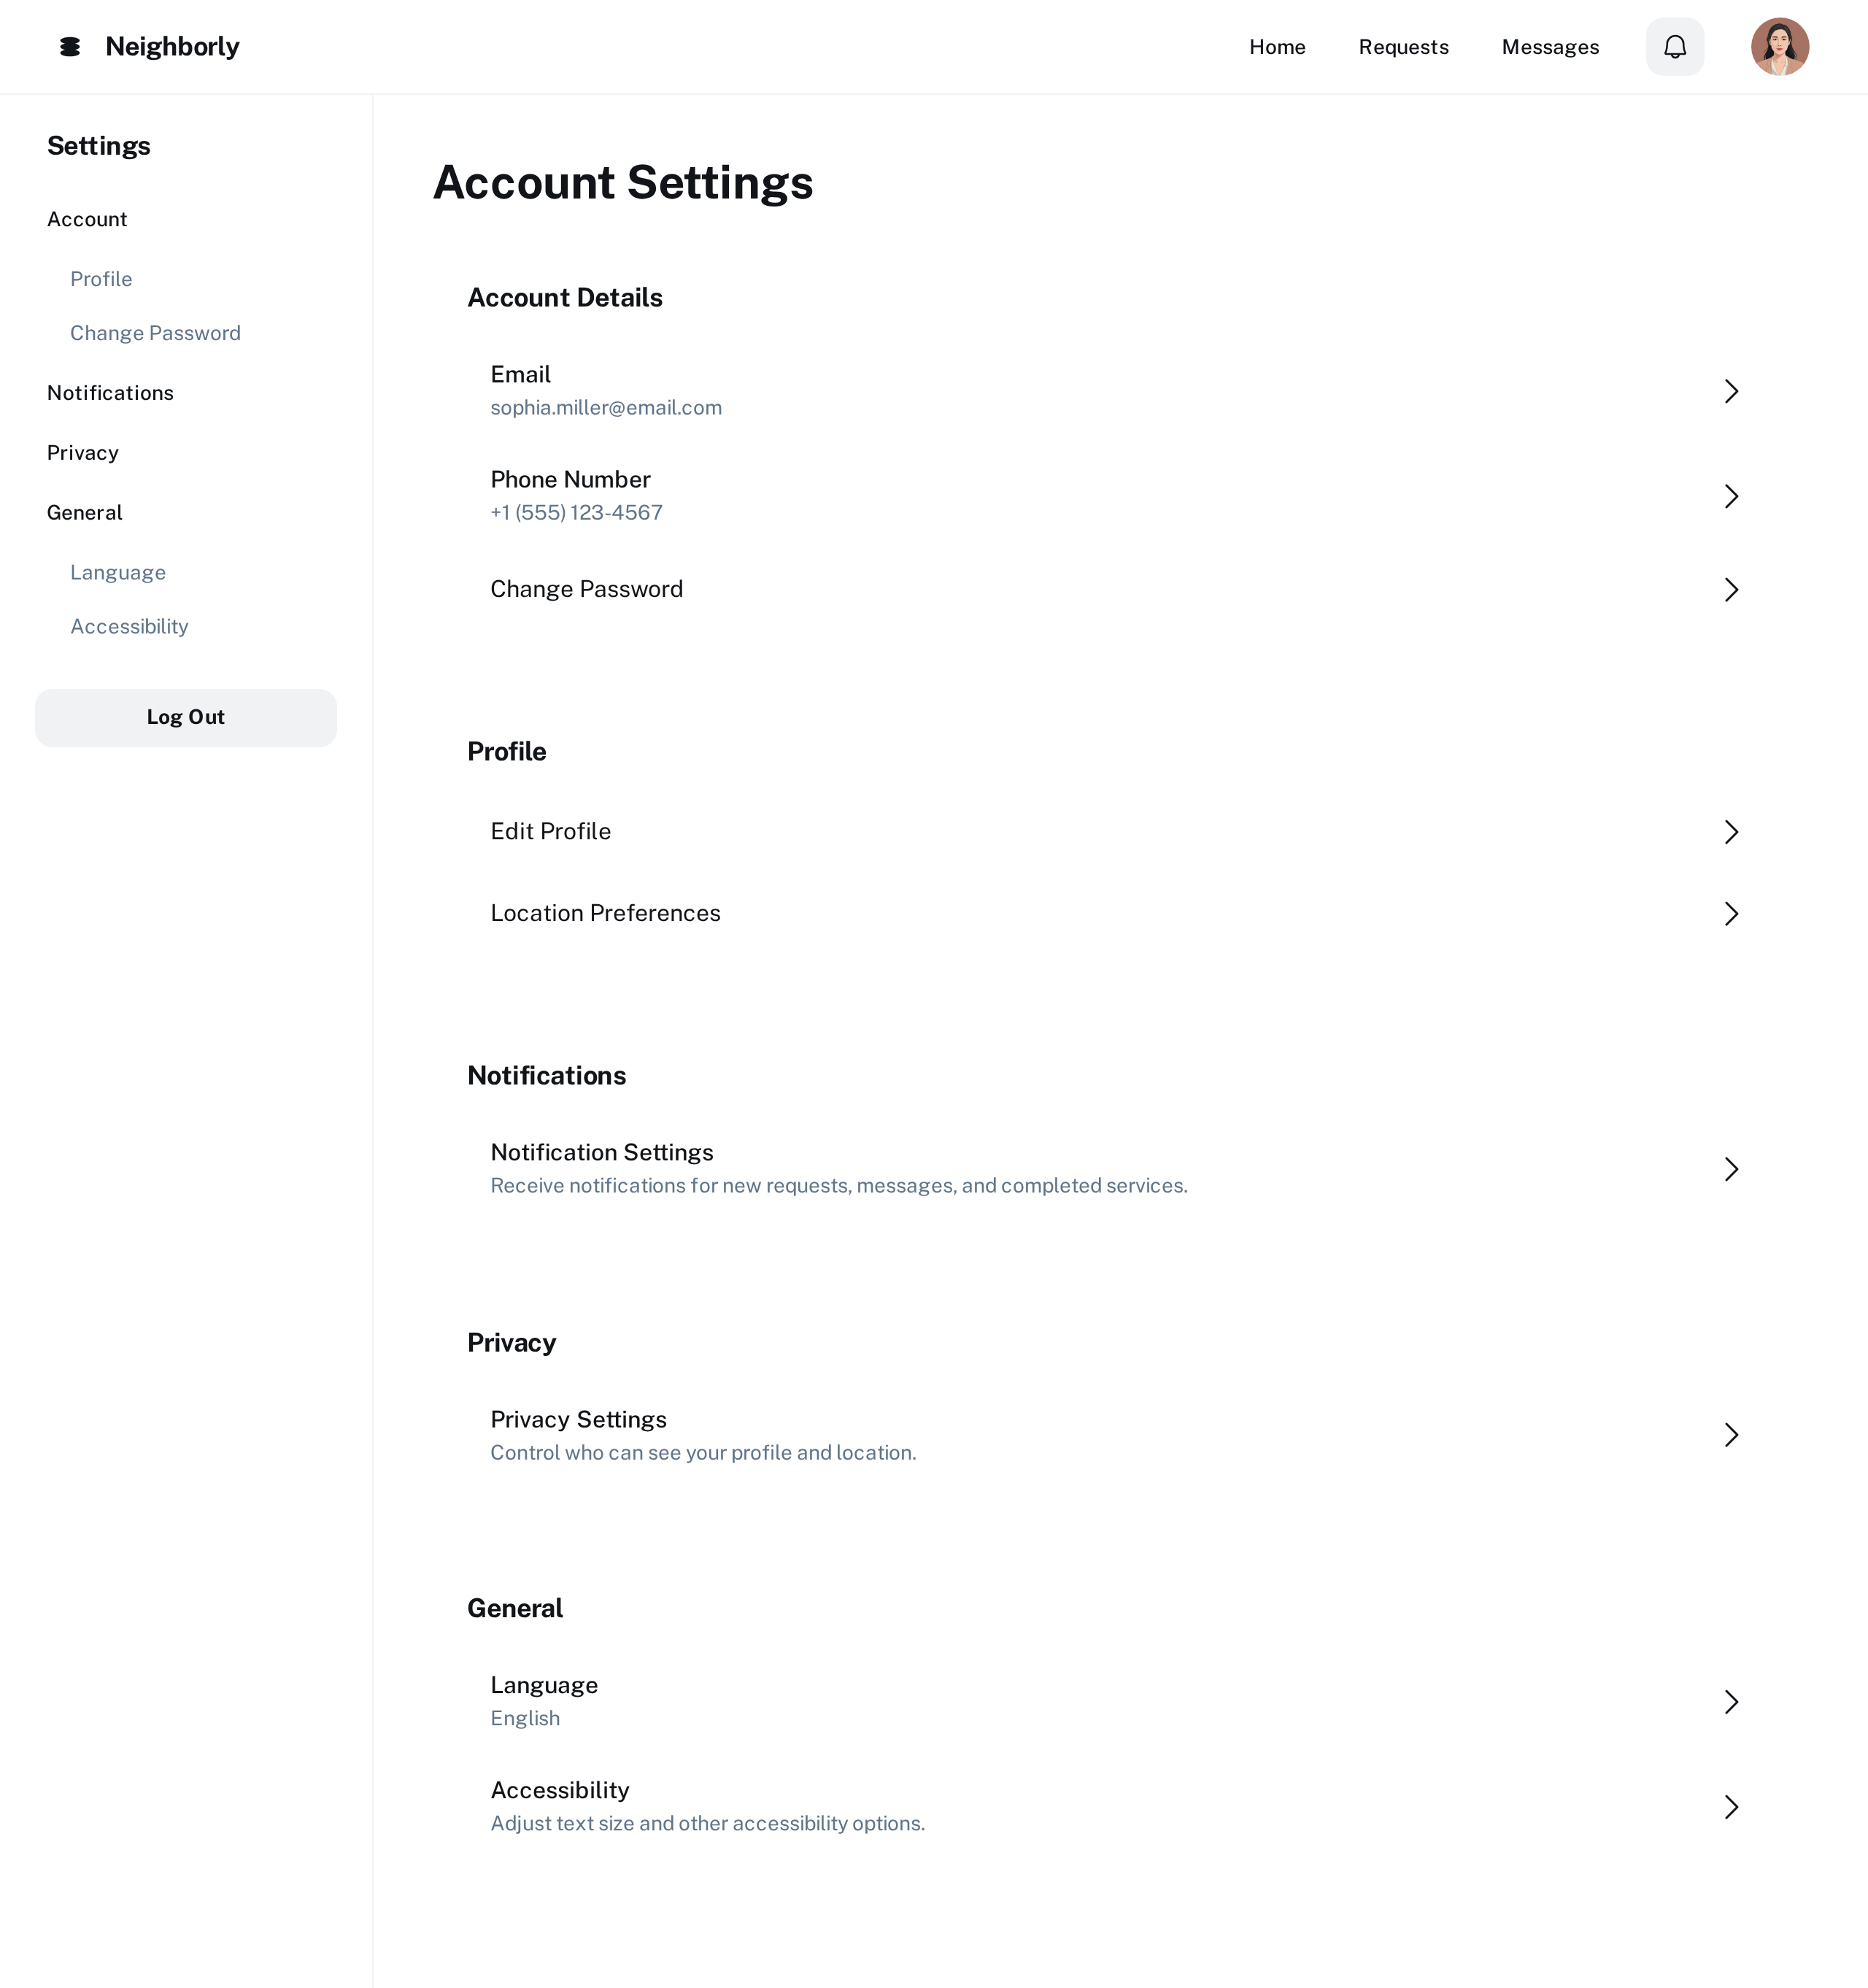 Neighborly
Home
Requests
Messages
Settings
Account
Profile
Change Password
Notifications
Privacy
General
Language
Accessibility
Log Out
Account Settings
Account Details
Email
sophia.miller@email.com
Phone Number
+1 (555) 123-4567
Change Password
Profile
Edit Profile
Location Preferences
Notifications
Notification Settings
Receive notifications for new requests, messages, and completed services.
Privacy
Privacy Settings
Control who can see your profile and location.
General
Language
English
Accessibility
Adjust text size and other accessibility options.